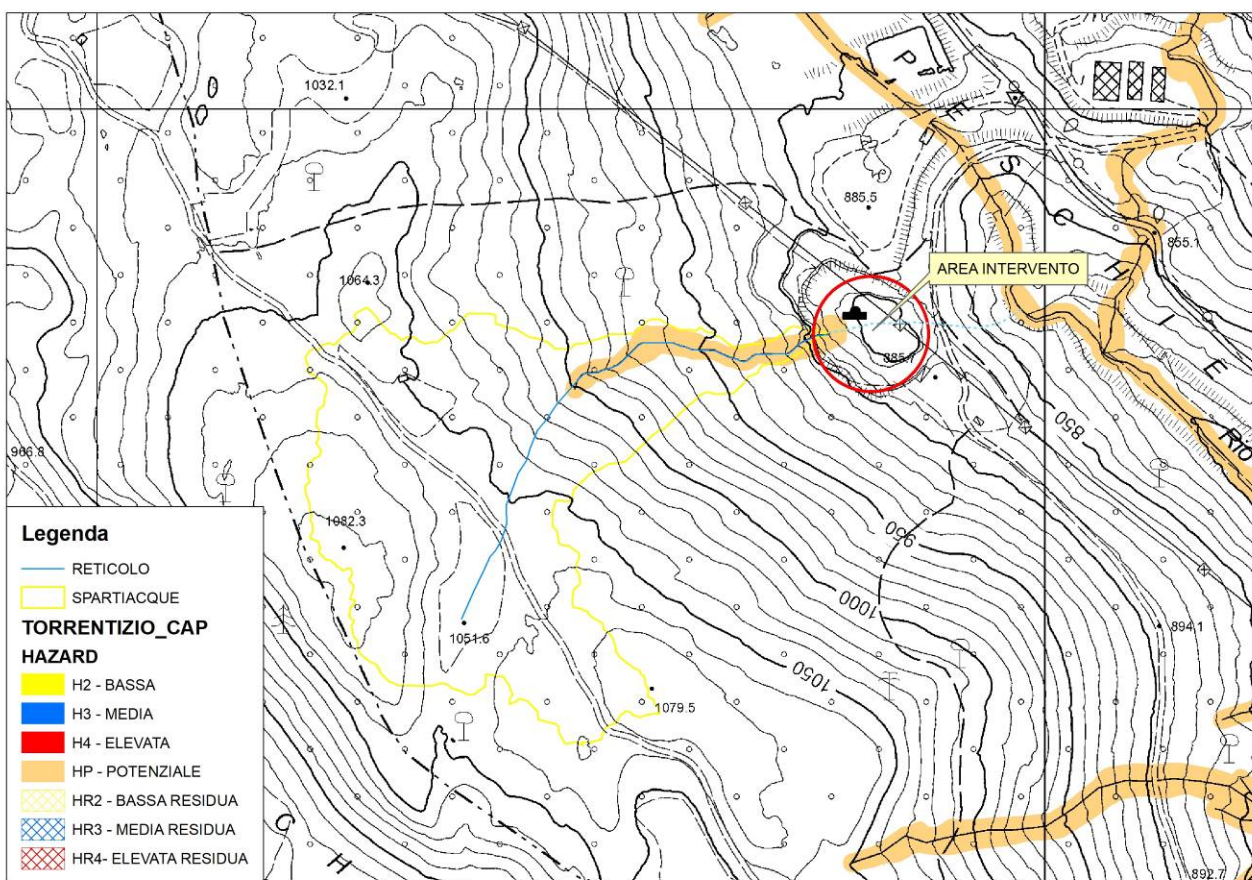 1032.1
P
I
E
S
C
H
I
E
885.5
855.1
AREA INTERVENTO
1064.3
885.7
850
Rio
966.8
950
1082.3
1000
894.1
1051.6
1050
1079.5
C
H
892.7
Legenda
RETICOLO
SPARTIACQUE
TORRENTIZIO_CAP
HAZARD
H2 - BASSA
H3 - MEDIA
H4 - ELEVATA
HP - POTENZIALE
HR2 - BASSA RESIDUA
HR3 - MEDIA RESIDUA
HR4- ELEVATA RESIDUA